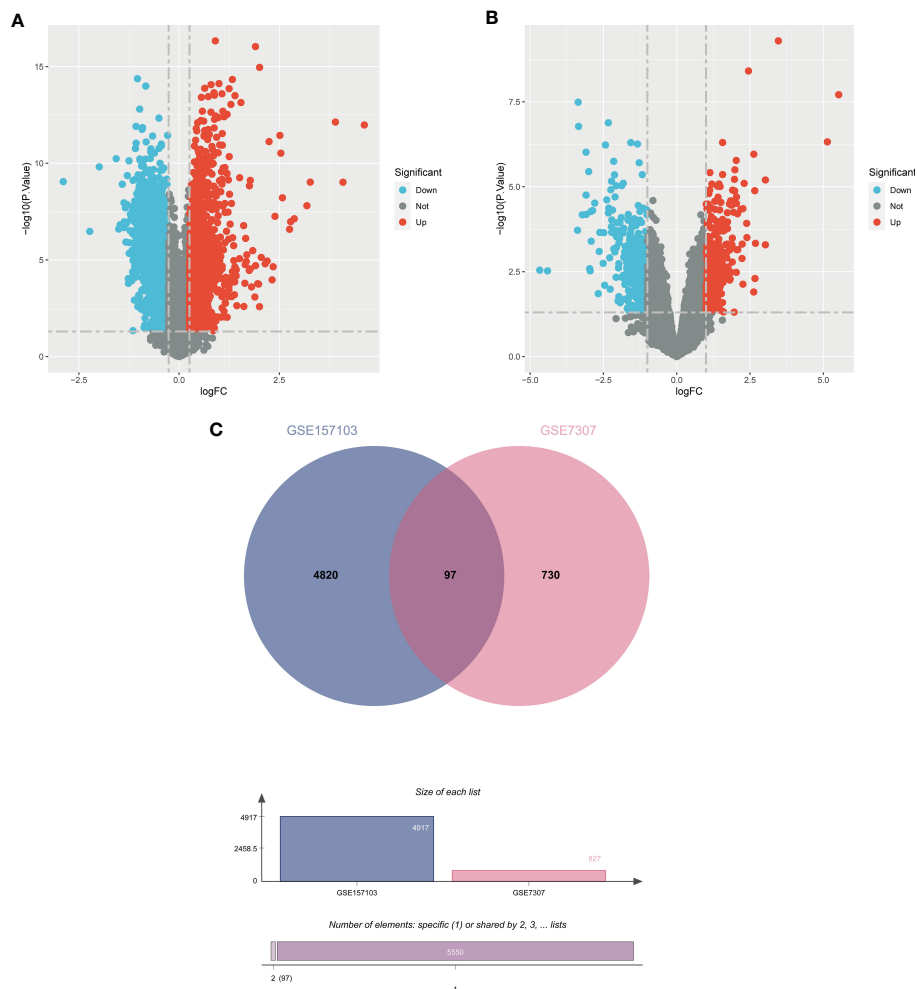 A
B
15
10
5
0
−log10(P.Value)
−2.5
0.0
2.5
logFC
Significant
Down
Not
Up
7.5
5.0
2.5
0.0
−log10(P.Value)
−5.0
−2.5
0.0
2.5
5.0
logFC
Significant
Down
Not
Up
C
GSE157103
GSE7307
4820
97
730
Size of each list
4917
2458.5
0
4917
827
GSE157103
GSE7307
Number of elements: specific (1) or shared by 2, 3, ... lists
5550
2 (97)